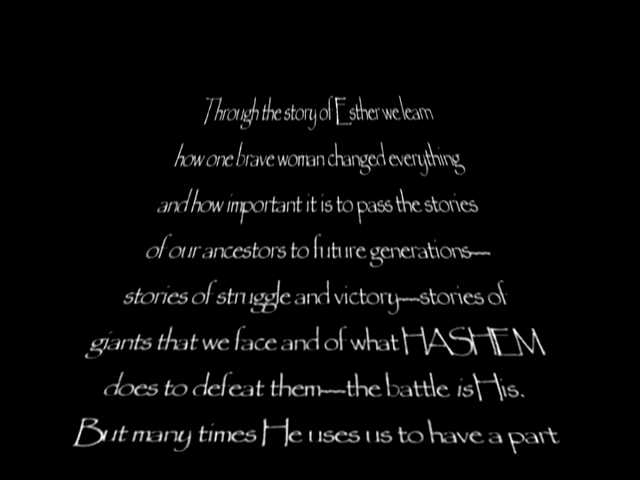 Through the story of Esther we learn
how one brave woman changed everything
and how important it is to pass the stories
of our ancestors to future generations—
stories of struggle and victory—stories of
giants that we face and of what HASHEM
does to defeat them—the battle is His.
But many times He uses us to have a part